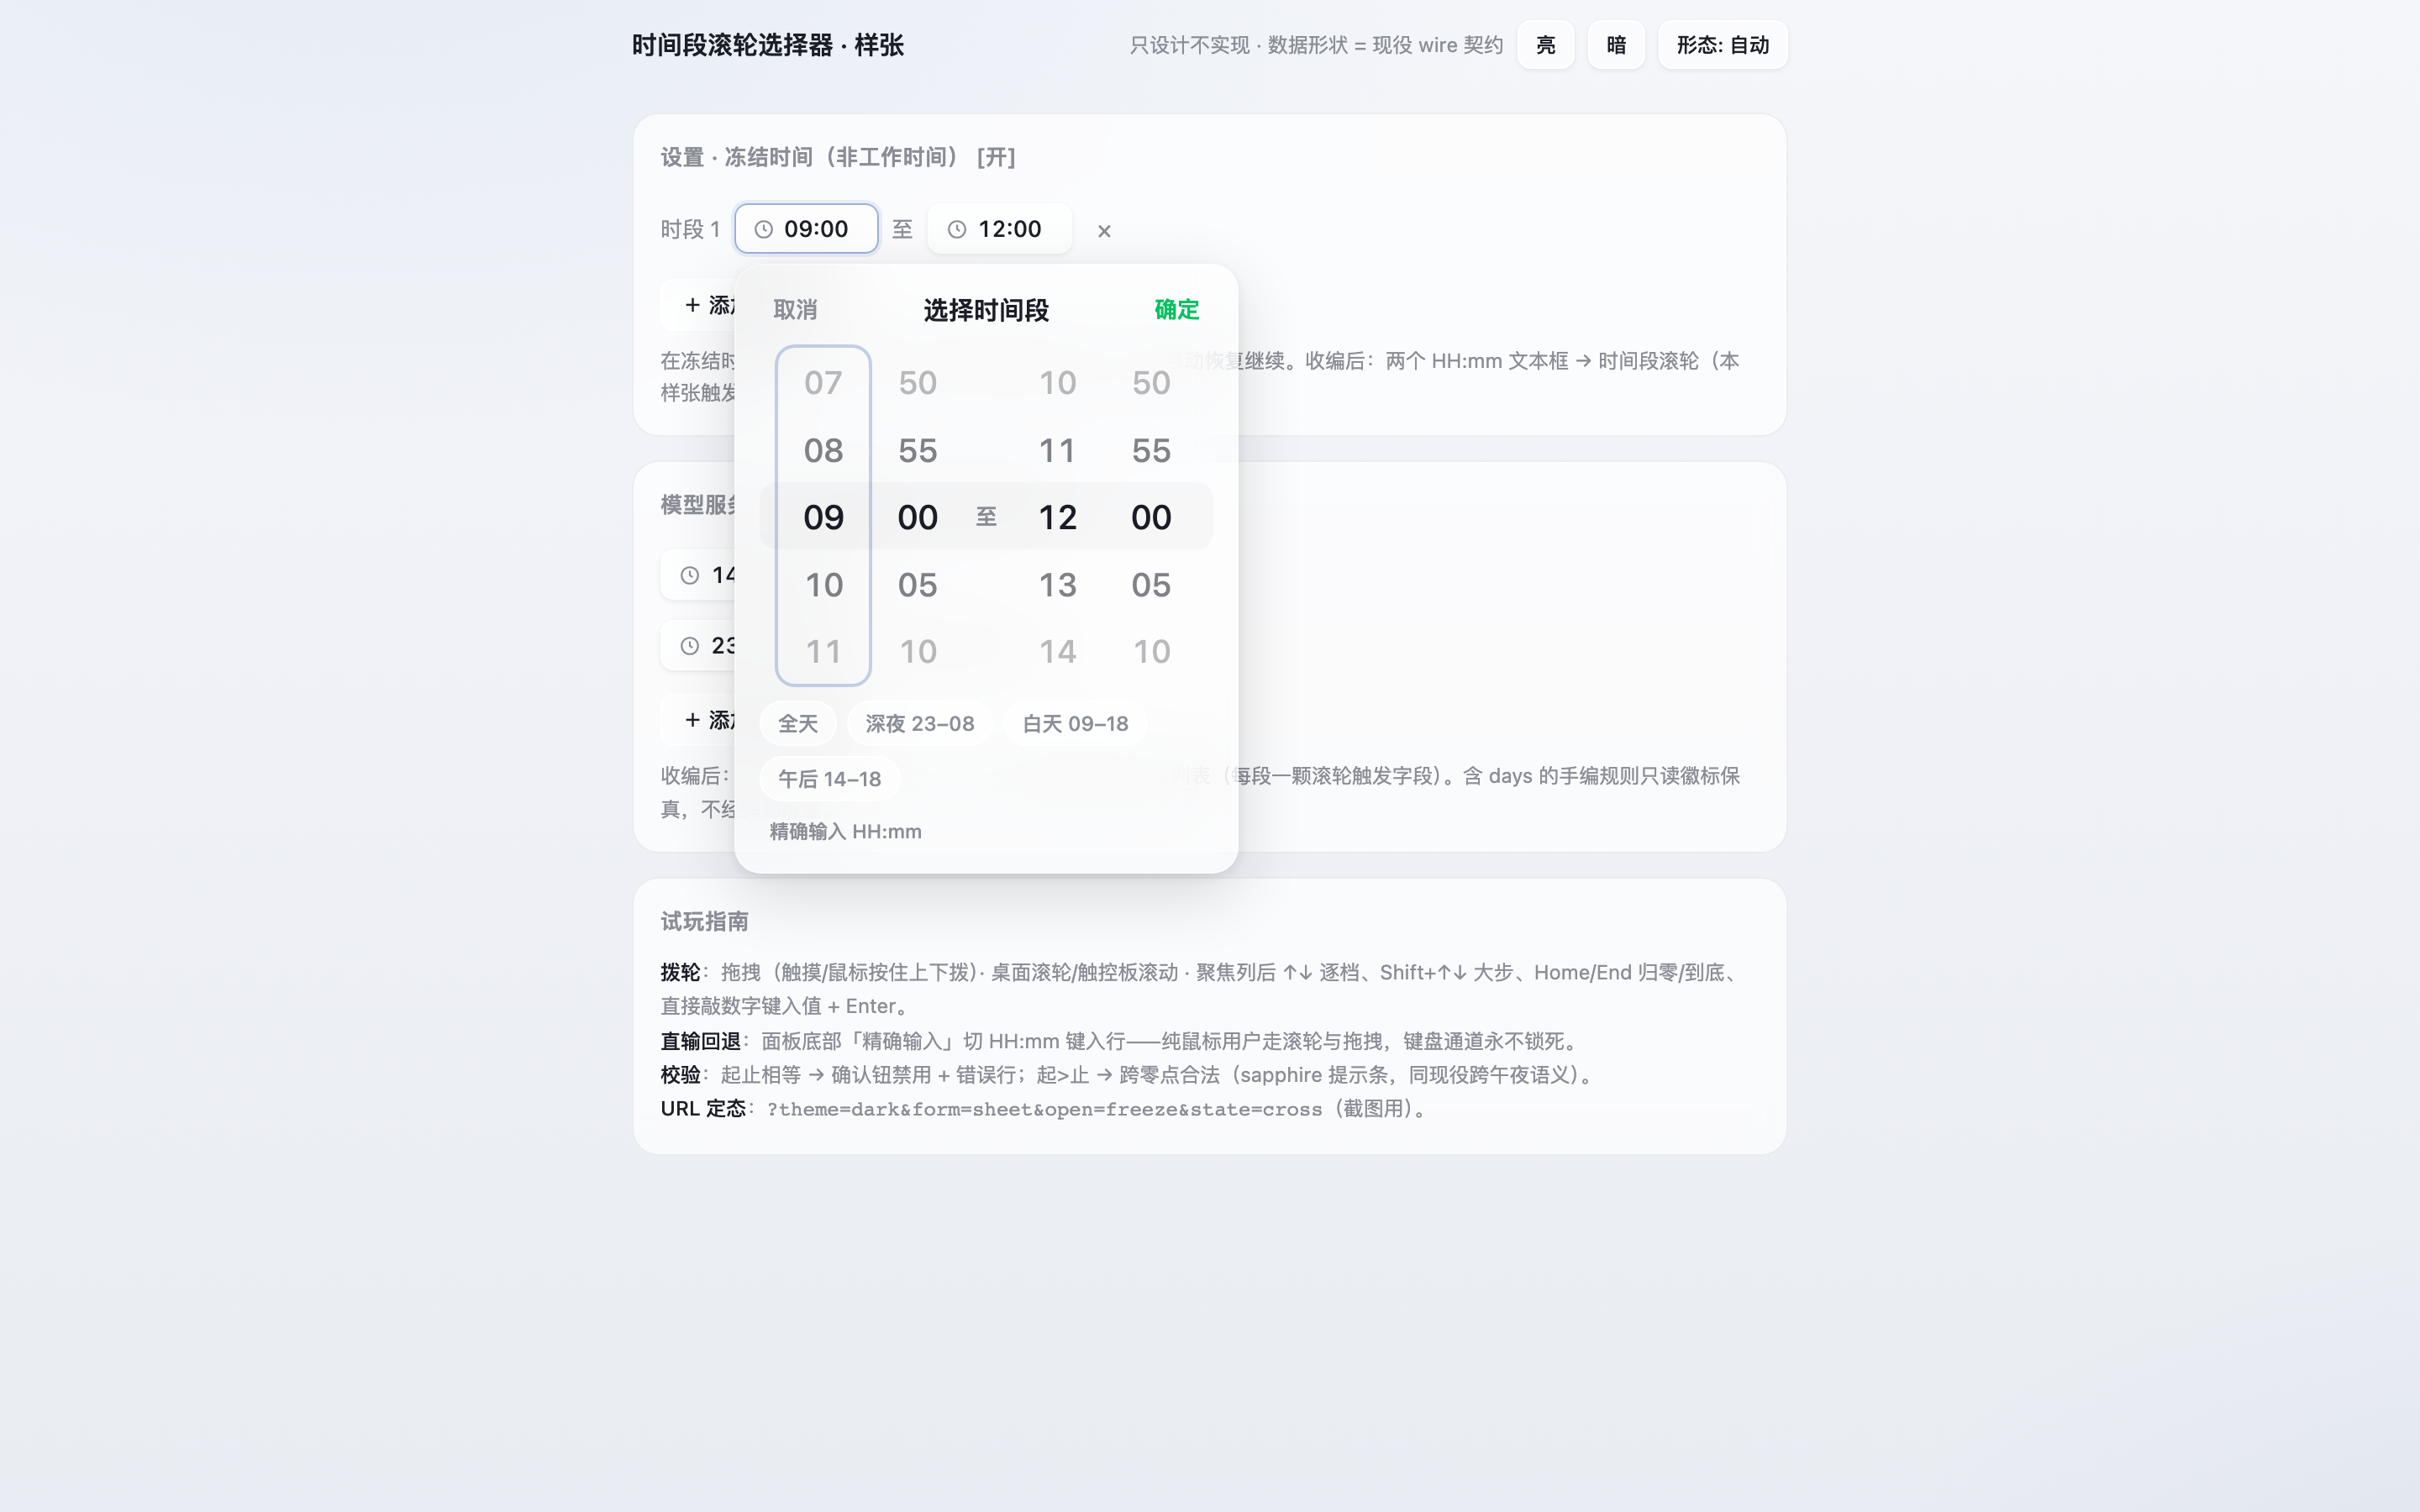 时间段滚轮选择器 · 样张
只设计不实现 · 数据形状 = 现役 wire 契约
亮
暗
形态: 自动
设置 · 冻结时间（非工作时间） [开]
时段 1
09:00
至
12:00
×
+ 添
在冻结时
动恢复继续。收编后：两个 HH:mm 文本框 → 时间段滚轮（本
样张触发
取消
选择时间段
确定
07 50 10 50
08 55 11 55
09 00 至 12 00
10 05 13 05
11 10 14 10
全天
深夜 23–08
白天 09–18
午后 14–18
精确输入 HH:mm
模型服务
14
23
+ 添
收编后：
列表（每段一颗滚轮触发字段）。含 days 的手编规则只读徽标保
真，不经
试玩指南
拨轮：拖拽（触摸/鼠标按住上下拨）· 桌面滚轮/触控板滚动 · 聚焦列后 ↑↓ 逐档、Shift+↑↓ 大步、Home/End 归零/到底、
直接敲数字键入值 + Enter。
直输回退：面板底部「精确输入」切 HH:mm 键入行——纯鼠标用户走滚轮与拖拽，键盘通道永不锁死。
校验：起止相等 → 确认钮禁用 + 错误行；起>止 → 跨零点合法（sapphire 提示条，同现役跨午夜语义）。
URL 定态：?theme=dark&form=sheet&open=freeze&state=cross（截图用）。